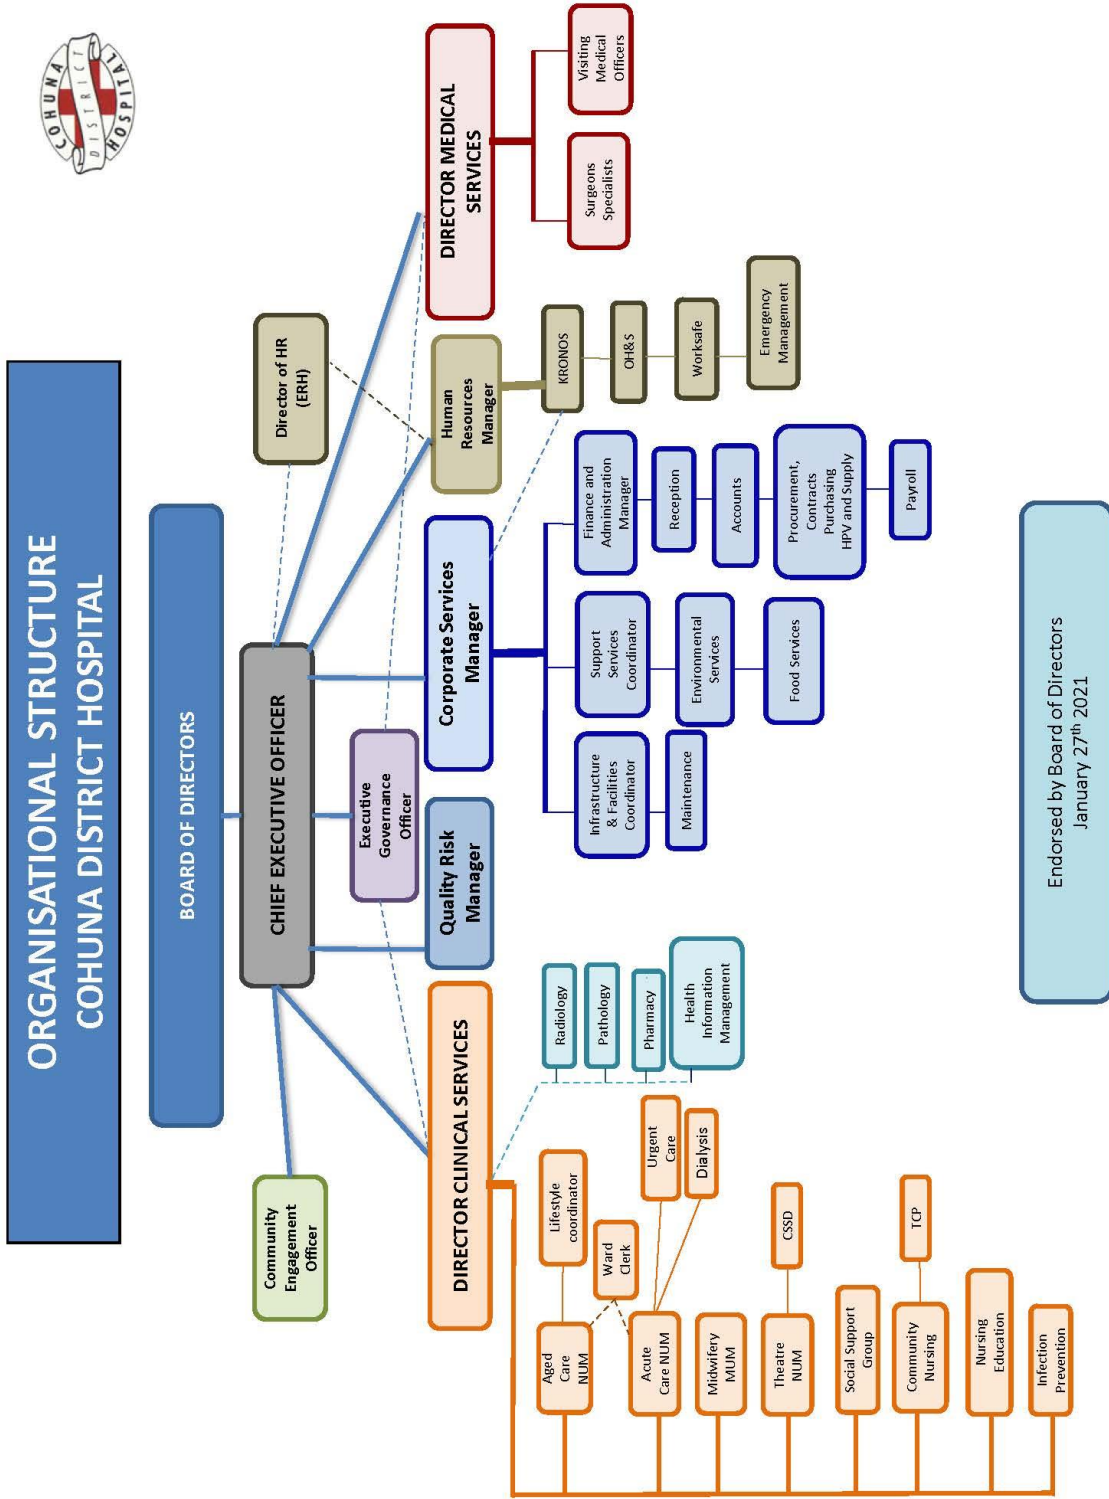 ORGANISATIONAL STRUCTURE
COHUNA DISTRICT HOSPITAL
COHUNA
DISTRICT
HOSPITAL
BOARD OF DIRECTORS
CHIEF EXECUTIVE OFFICER
Community
Engagement
Officer
Director of HR
(ERH)
Executive
Governance
Officer
DIRECTOR CLINICAL SERVICES
Quality Risk
Manager
Corporate Services
Manager
Human
Resources
Manager
DIRECTOR MEDICAL
SERVICES
Aged
Care
NUM
Lifestyle
coordinator
Ward
Clerk
Acute
Care NUM
Urgent
Care
Dialysis
Midwifery
MUM
Theatre
NUM
CSSD
Social Support
Group
Community
Nursing
TCP
Nursing
Education
Infection
Prevention
Radiology
Pathology
Pharmacy
Health
Information
Management
Infrastructure
& Facilities
Coordinator
Maintenance
Support
Services
Coordinator
Environmental
Services
Food Services
Finance and
Administration
Manager
Reception
Accounts
Procurement,
Contracts
Purchasing
HPV and Supply
Payroll
KRONOS
OH&S
Worksafe
Emergency
Management
Surgeons
Specialists
Visiting
Medical
Officers
Endorsed by Board of Directors
January 27th 2021